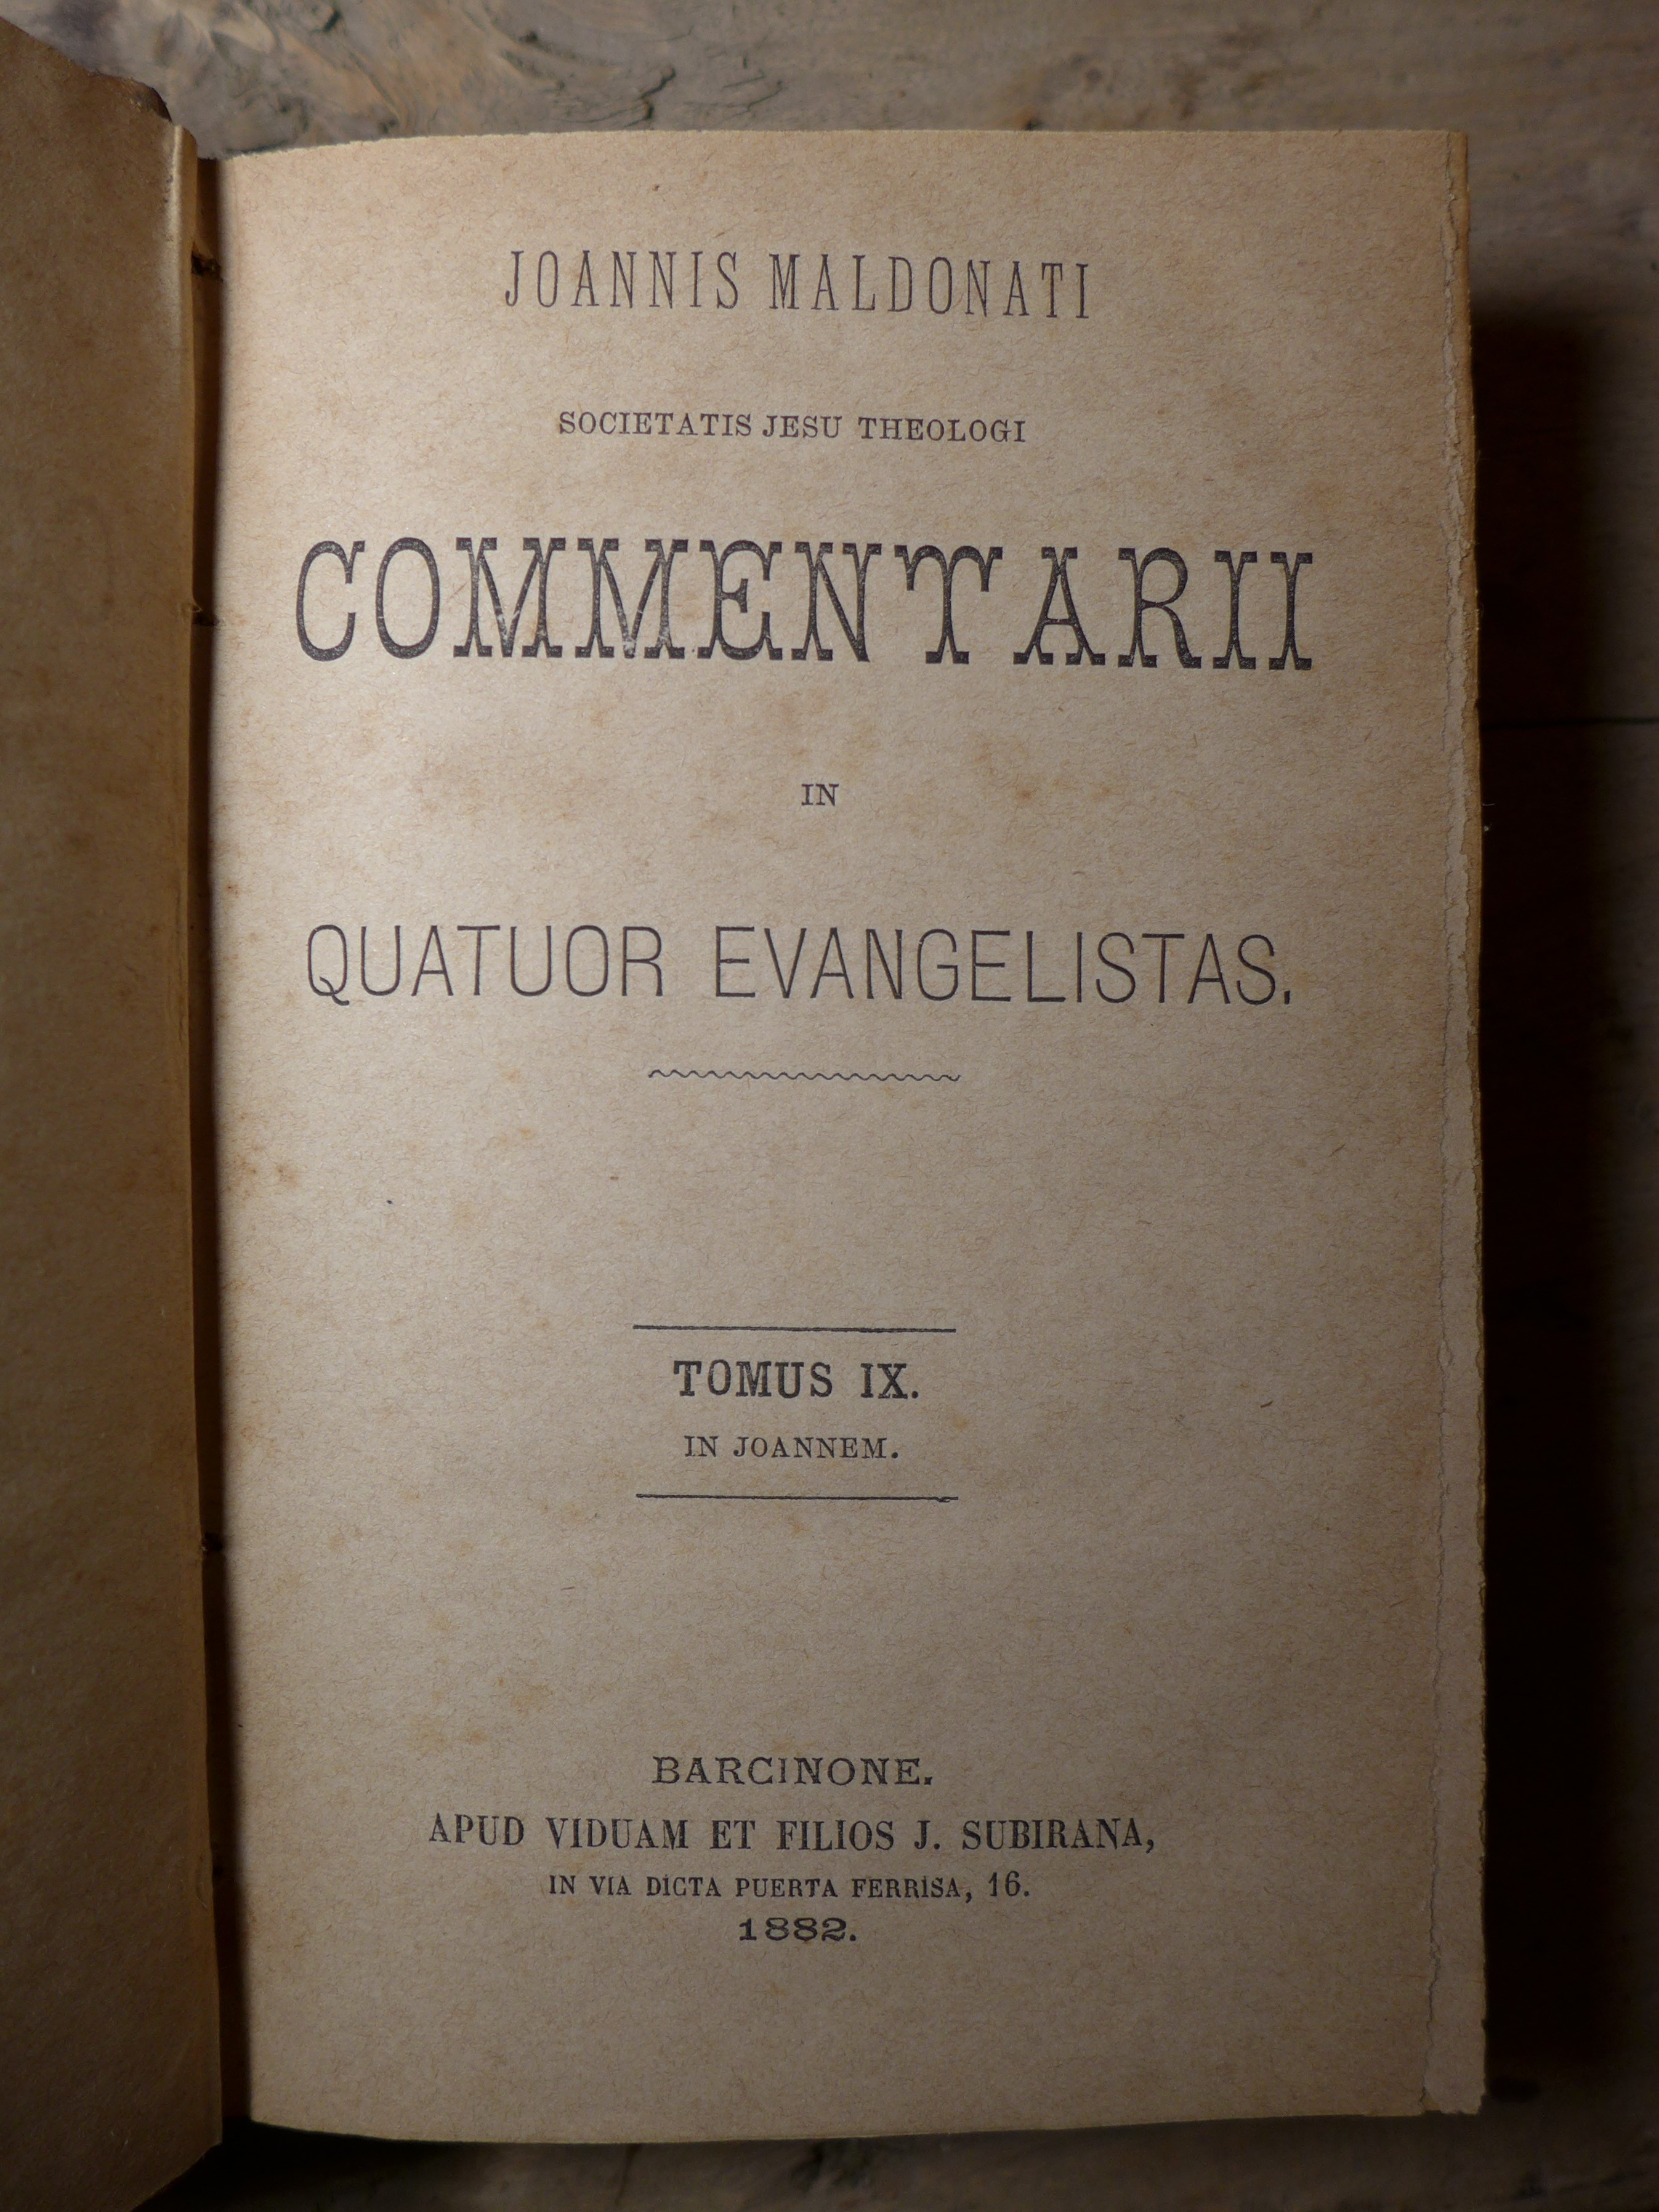 JOANNIS MALDONATI
SOCIETATIS JESU THEOLOGI
COMMENTARII
IN
QUATUOR EVANGELISTAS.
TOMUS IX.
IN JOANNEM.
BARCINONE.
APUD VIDUAM ET FILIOS J. SUBIRANA,
IN VIA DICTA PUERTA FERRISA, 16.
1882.